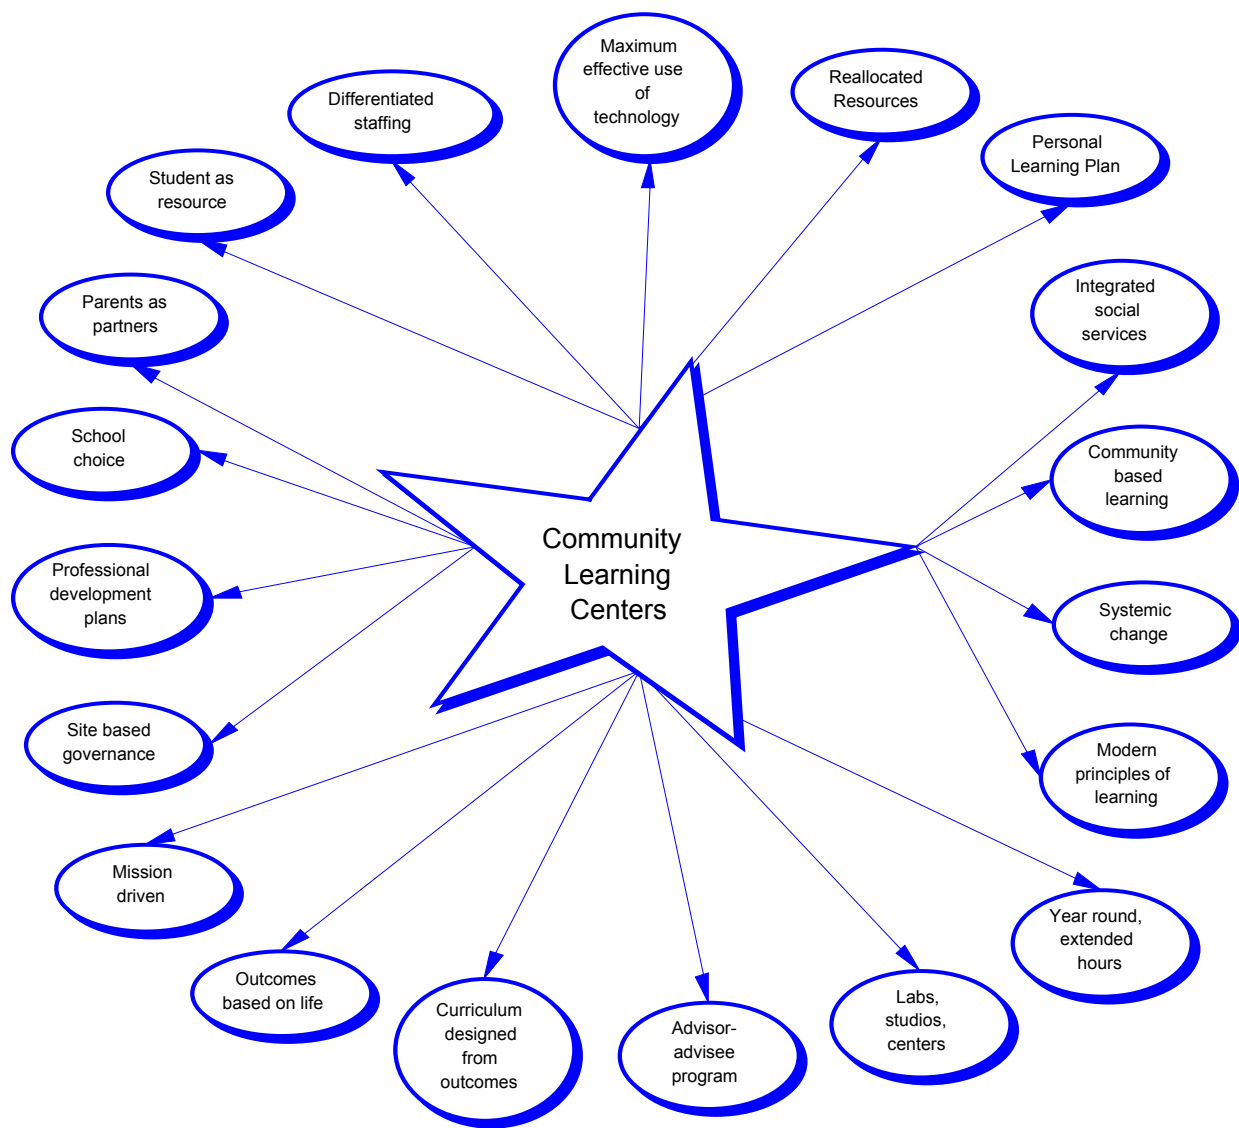 Maximum
effective use
of
technology
Reallocated
Resources
Differentiated
staffing
Personal
Learning Plan
Student as
resource
Integrated
social
services
Parents as
partners
School
choice
Community
based
learning
Community
Learning
Centers
Professional
development
plans
Systemic
change
Site based
governance
Modern
principles of
learning
Mission
driven
Year round,
extended
hours
Outcomes
based on life
Curriculum
designed
from
outcomes
Advisor-
advisee
program
Labs,
studios,
centers